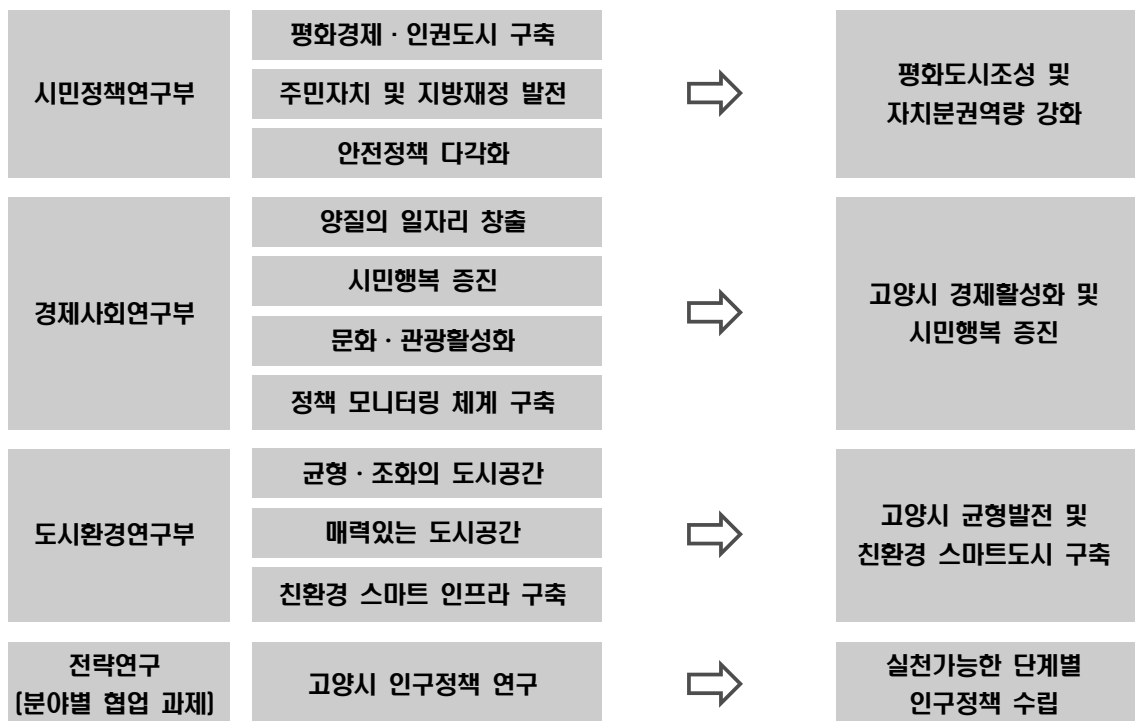 시민정책연구부
평화경제 · 인권도시 구축
주민자치 및 지방재정 발전
안전정책 다각화
평화도시조성 및
자치분권역량 강화
경제사회연구부
양질의 일자리 창출
시민행복 증진
문화 · 관광활성화
정책 모니터링 체계 구축
고양시 경제활성화 및
시민행복 증진
도시환경연구부
균형 · 조화의 도시공간
매력있는 도시공간
친환경 스마트 인프라 구축
고양시 균형발전 및
친환경 스마트도시 구축
전략연구
(분야별 협업 과제)
고양시 인구정책 연구
실천가능한 단계별
인구정책 수립